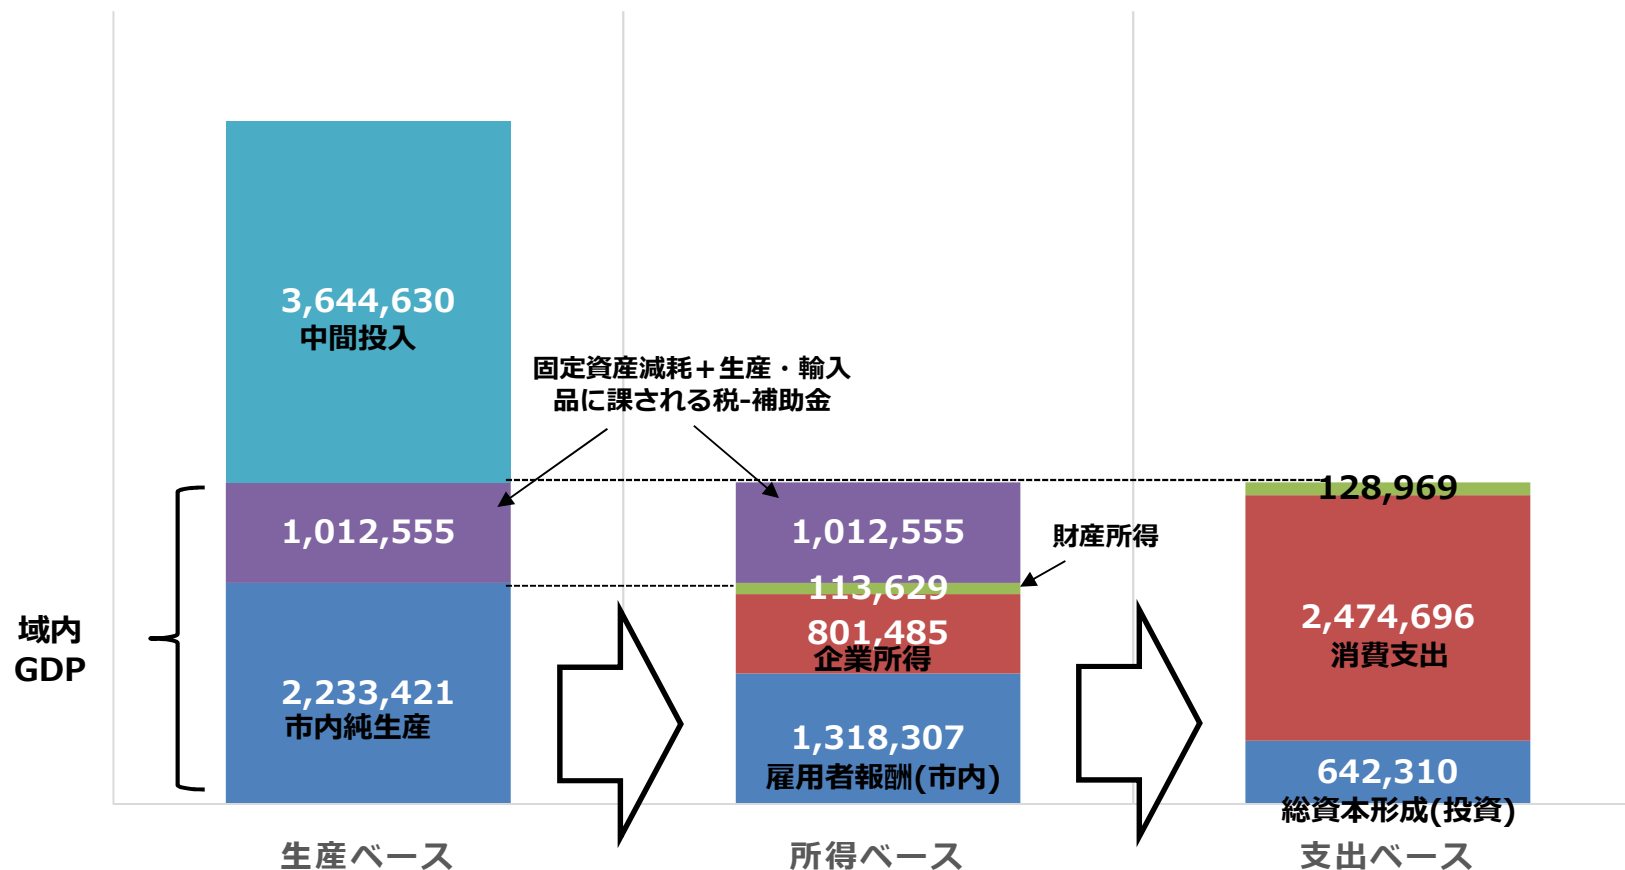 3,644,630
中間投入
固定資産減耗＋生産・輸入
品に課される税-補助金
1,012,555
2,233,421
市内純生産
域内
GDP
1,012,555
113,629
財産所得
801,485
企業所得
1,318,307
雇用者報酬(市内)
128,969
2,474,696
消費支出
642,310
総資本形成(投資)
生産ベース
所得ベース
支出ベース